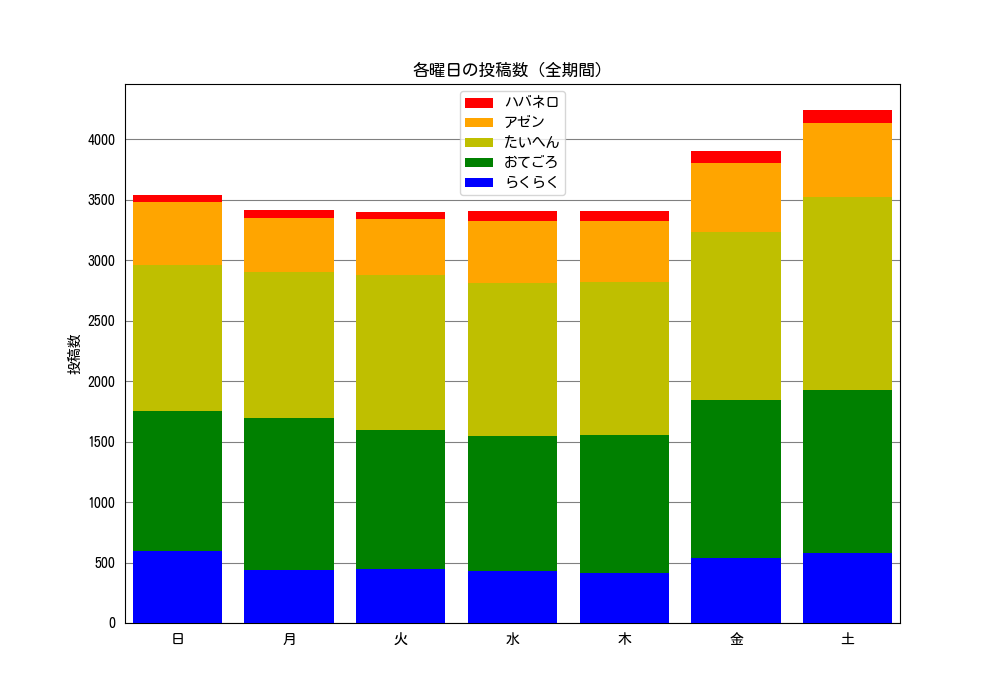 各曜日の投稿数（全期間）
ハバネロ
アゼン
たいへん
おてごろ
らくらく
投稿数
4000
3500
3000
2500
2000
1500
1000
500
0
日 月 火 水 木 金 土